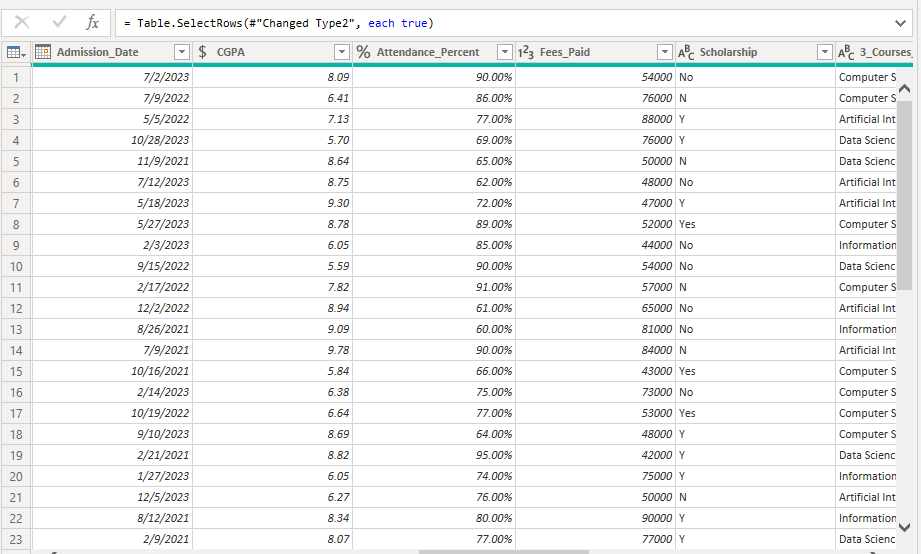 fx = Table.SelectRows(#"Changed Type2", each true)
Admission_Date $ CGPA % Attendance_Percent 123 Fees_Paid ABC Scholarship ABC 3_Courses_
1 7/2/2023 8.09 90.00% 54000 No Computer S
2 7/9/2022 6.41 86.00% 76000 N Computer S
3 5/5/2022 7.13 77.00% 88000 Y Artificial Int
4 10/28/2023 5.70 69.00% 76000 Y Data Scienc
5 11/9/2021 8.64 65.00% 50000 N Data Scienc
6 7/12/2023 8.75 62.00% 48000 No Artificial Int
7 5/18/2023 9.30 72.00% 47000 Y Artificial Int
8 5/27/2023 8.78 89.00% 52000 Yes Computer S
9 2/3/2023 6.05 85.00% 44000 No Information
10 9/15/2022 5.59 90.00% 54000 No Data Scienc
11 2/17/2022 7.82 91.00% 57000 N Computer S
12 12/2/2022 8.94 61.00% 65000 No Artificial Int
13 8/26/2021 9.09 60.00% 81000 No Information
14 7/9/2021 9.78 90.00% 84000 N Artificial Int
15 10/16/2021 5.84 66.00% 43000 Yes Computer S
16 2/14/2023 6.38 75.00% 73000 No Computer S
17 10/19/2022 6.64 77.00% 53000 Yes Computer S
18 9/10/2023 8.69 64.00% 48000 Y Computer S
19 2/21/2021 8.82 95.00% 42000 Y Data Scienc
20 1/27/2023 6.05 74.00% 75000 Y Information
21 12/5/2023 6.27 76.00% 50000 N Artificial Int
22 8/12/2021 8.34 80.00% 90000 Y Information
23 2/9/2021 8.07 77.00% 77000 Y Data Scienc